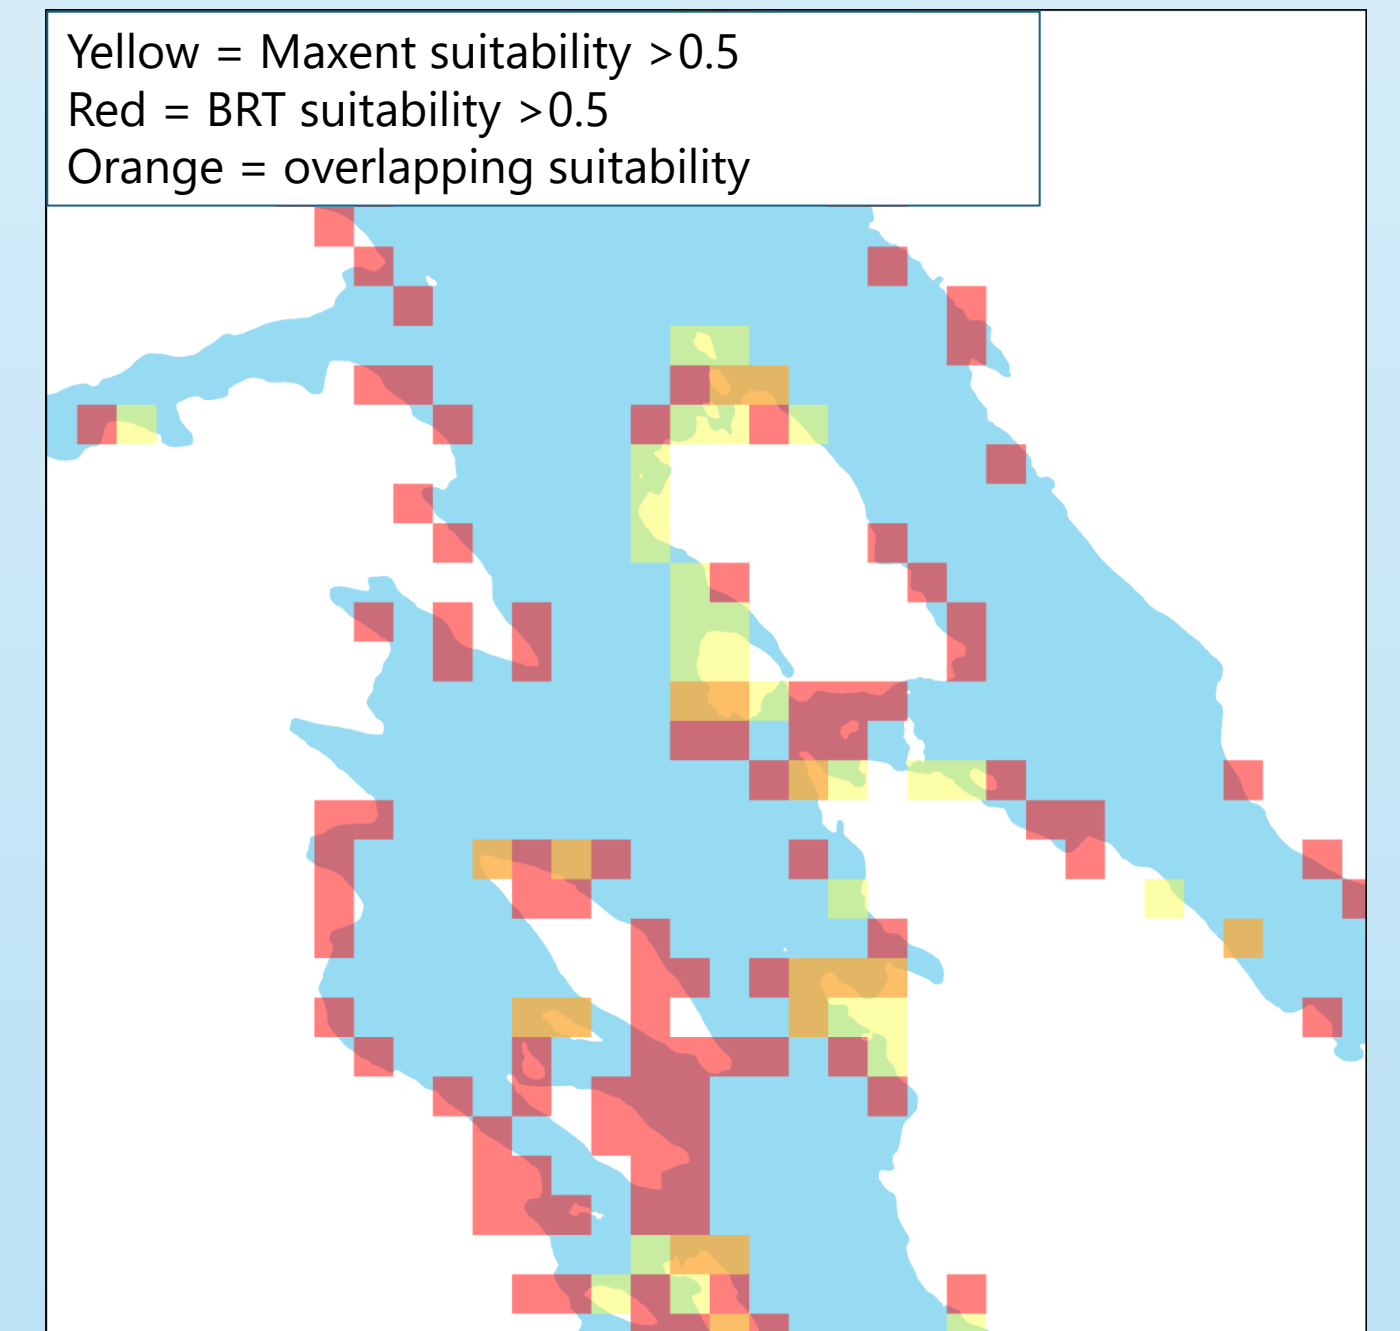 Yellow = Maxent suitability >0.5
Red = BRT suitability >0.5
Orange = overlapping suitability